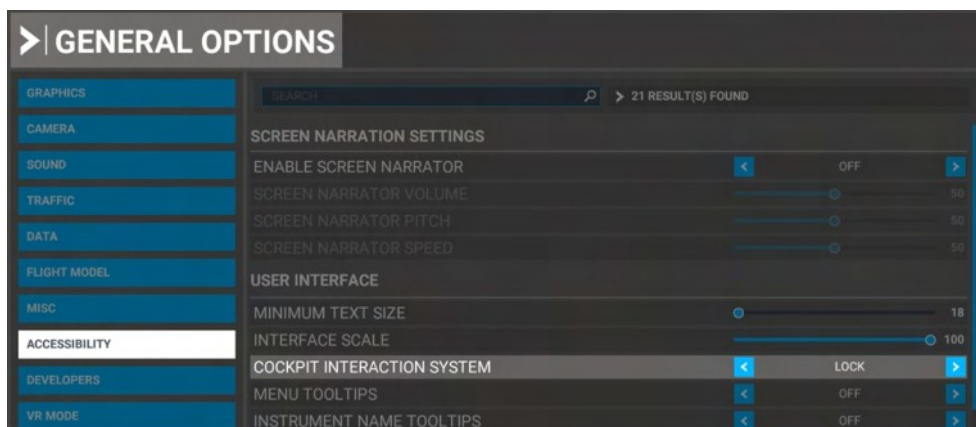 GENERAL OPTIONS
GRAPHICS
CAMERA
SOUND
TRAFFIC
DATA
FLIGHT MODEL
MISC
ACCESSIBILITY
DEVELOPERS
VR MODE
SEARCH
21 RESULT(S) FOUND
SCREEN NARRATION SETTINGS
ENABLE SCREEN NARRATOR OFF
SCREEN NARRATOR VOLUME 50
SCREEN NARRATOR PITCH 50
SCREEN NARRATOR SPEED 50
USER INTERFACE
MINIMUM TEXT SIZE 18
INTERFACE SCALE 100
COCKPIT INTERACTION SYSTEM LOCK
MENU TOOLTIPS OFF
INSTRUMENT NAME TOOLTIPS OFF